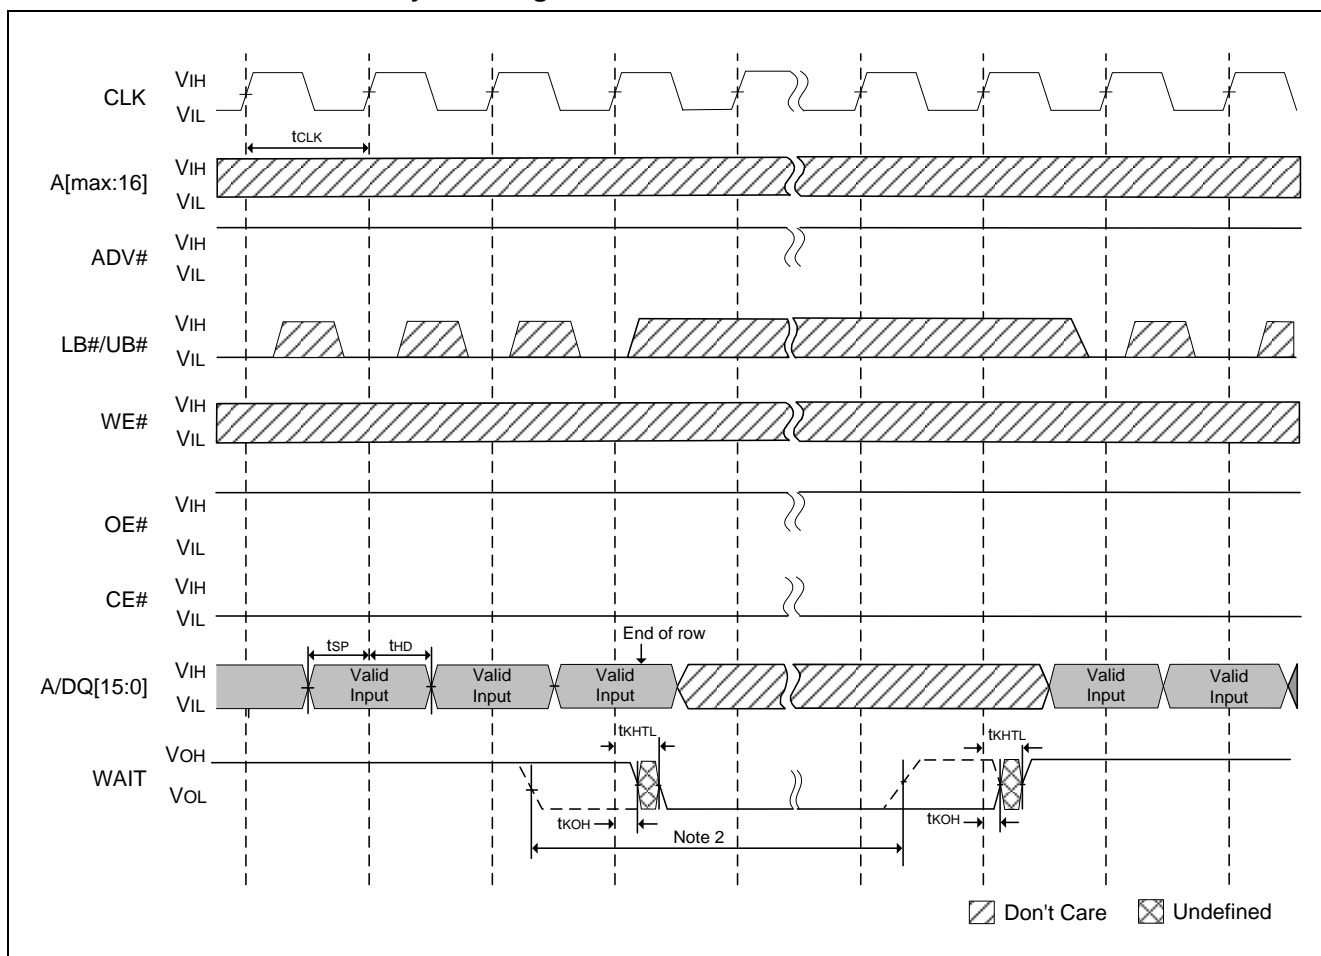 CLK
VIH
VIL
tCLK
A[max:16]
VIH
VIL
ADV#
VIH
VIL
LB#/UB#
VIH
VIL
WE#
VIH
VIL
OE#
VIH
VIL
CE#
VIH
VIL
End of row
tSP
tHD
A/DQ[15:0]
VIH
VIL
Valid
Input
Valid
Input
Valid
Input
Valid
Input
Valid
Input
tKHTL
tKHTL
WAIT
VOH
VOL
tKOH
tKOH
Note 2
Don't Care
Undefined